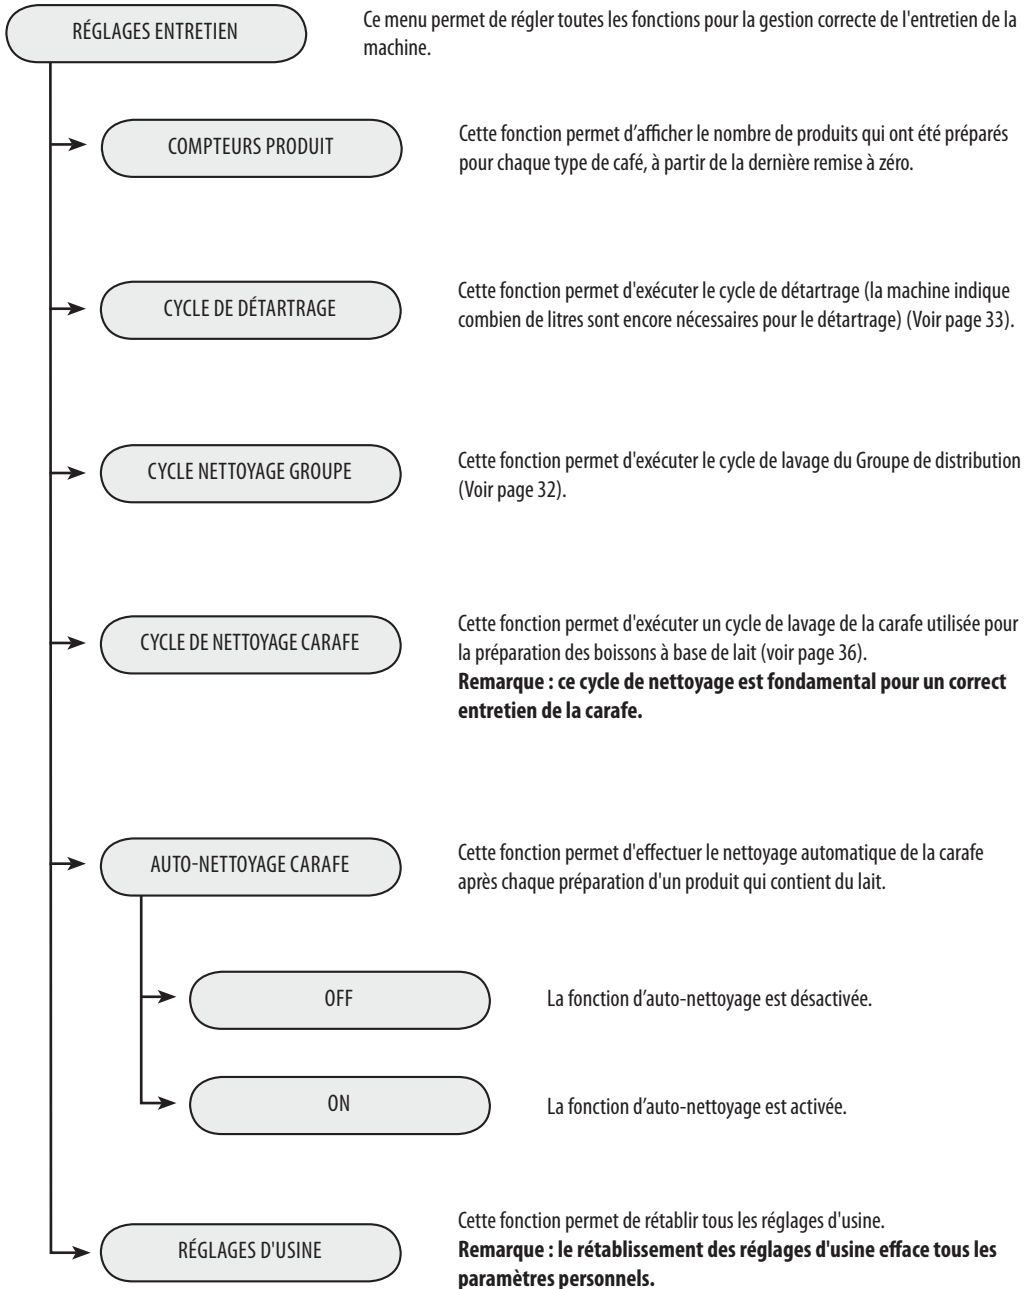 RÉGLAGES ENTRETIEN
Ce menu permet de régler toutes les fonctions pour la gestion correcte de l'entretien de la
machine.
COMPTEURS PRODUIT
Cette fonction permet d’afficher le nombre de produits qui ont été préparés
pour chaque type de café, à partir de la dernière remise à zéro.
CYCLE DE DÉTARTRAGE
Cette fonction permet d'exécuter le cycle de détartrage (la machine indique
combien de litres sont encore nécessaires pour le détartrage) (Voir page 33).
CYCLE NETTOYAGE GROUPE
Cette fonction permet d'exécuter le cycle de lavage du Groupe de distribution
(Voir page 32).
CYCLE DE NETTOYAGE CARAFE
Cette fonction permet d'exécuter un cycle de lavage de la carafe utilisée pour
la préparation des boissons à base de lait (voir page 36).
Remarque : ce cycle de nettoyage est fondamental pour un correct
entretien de la carafe.
AUTO-NETTOYAGE CARAFE
Cette fonction permet d'effectuer le nettoyage automatique de la carafe
après chaque préparation d'un produit qui contient du lait.
OFF
La fonction d’auto-nettoyage est désactivée.
ON
La fonction d’auto-nettoyage est activée.
RÉGLAGES D'USINE
Cette fonction permet de rétablir tous les réglages d'usine.
Remarque : le rétablissement des réglages d'usine efface tous les
paramètres personnels.